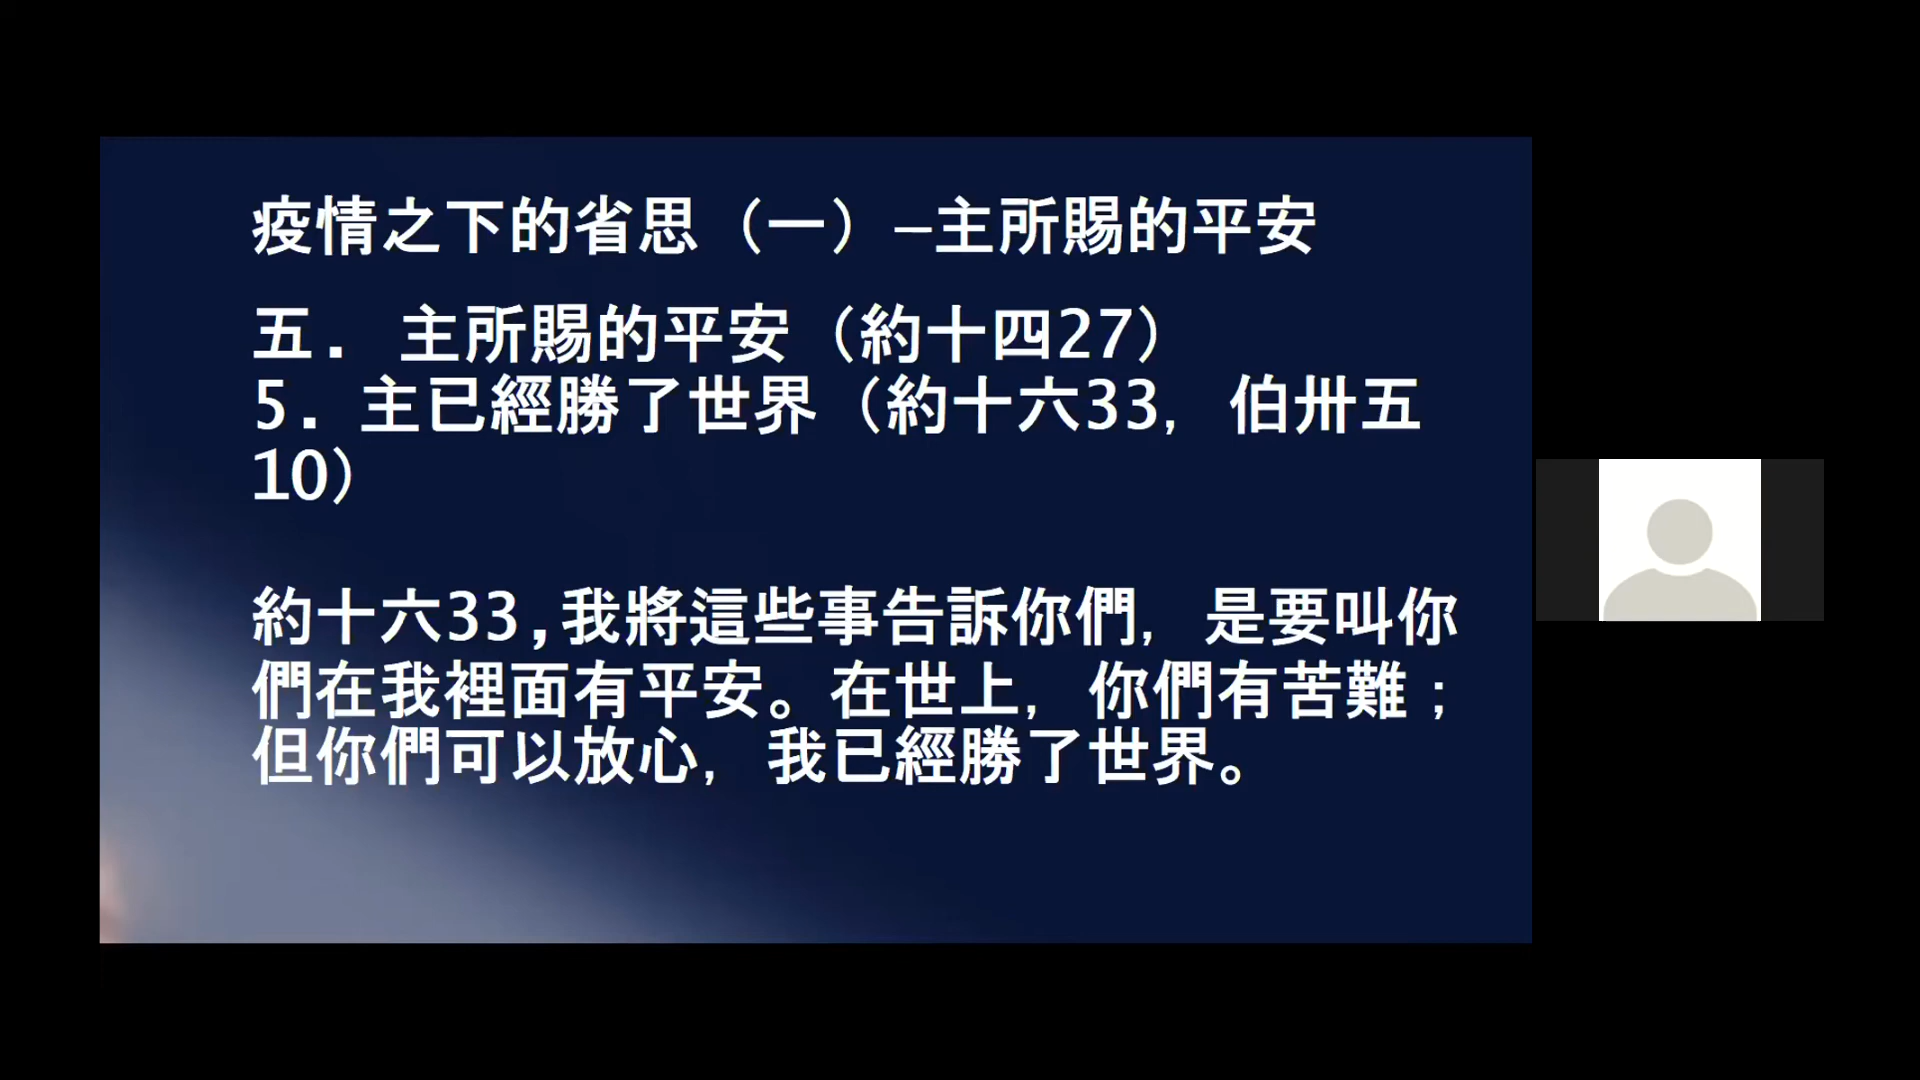 疫情之下的省思（一）–主所賜的平安
五． 主所賜的平安（約十四27）
5．主已經勝了世界（約十六33，伯卅五
10）
約十六33,我將這些事告訴你們，是要叫你
們在我裡面有平安。在世上，你們有苦難；
但你們可以放心，我已經勝了世界。